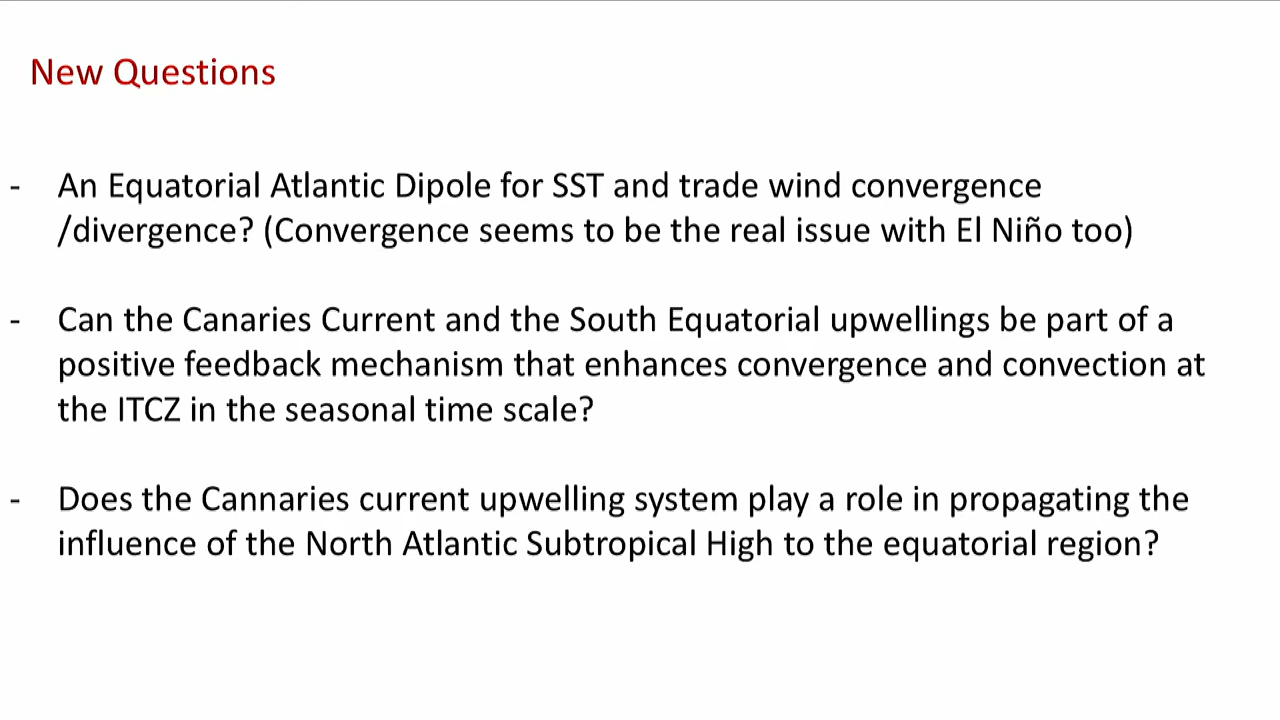 New Questions
- An Equatorial Atlantic Dipole for SST and trade wind convergence
/divergence? (Convergence seems to be the real issue with El Niño too)
- Can the Canaries Current and the South Equatorial upwellings be part of a
positive feedback mechanism that enhances convergence and convection at
the ITCZ in the seasonal time scale?
- Does the Cannaries current upwelling system play a role in propagating the
influence of the North Atlantic Subtropical High to the equatorial region?